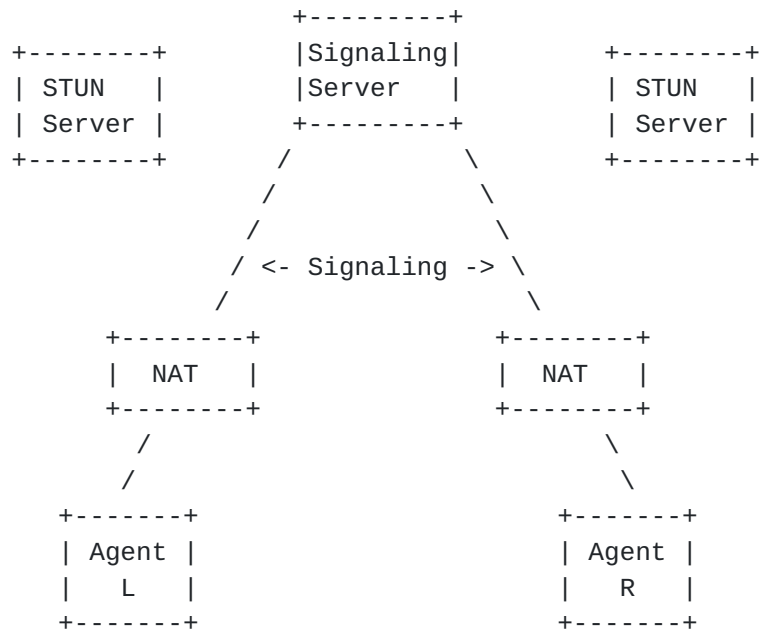 Signaling
Server
STUN
Server
STUN
Server
<- Signaling ->
NAT
NAT
Agent
L
Agent
R